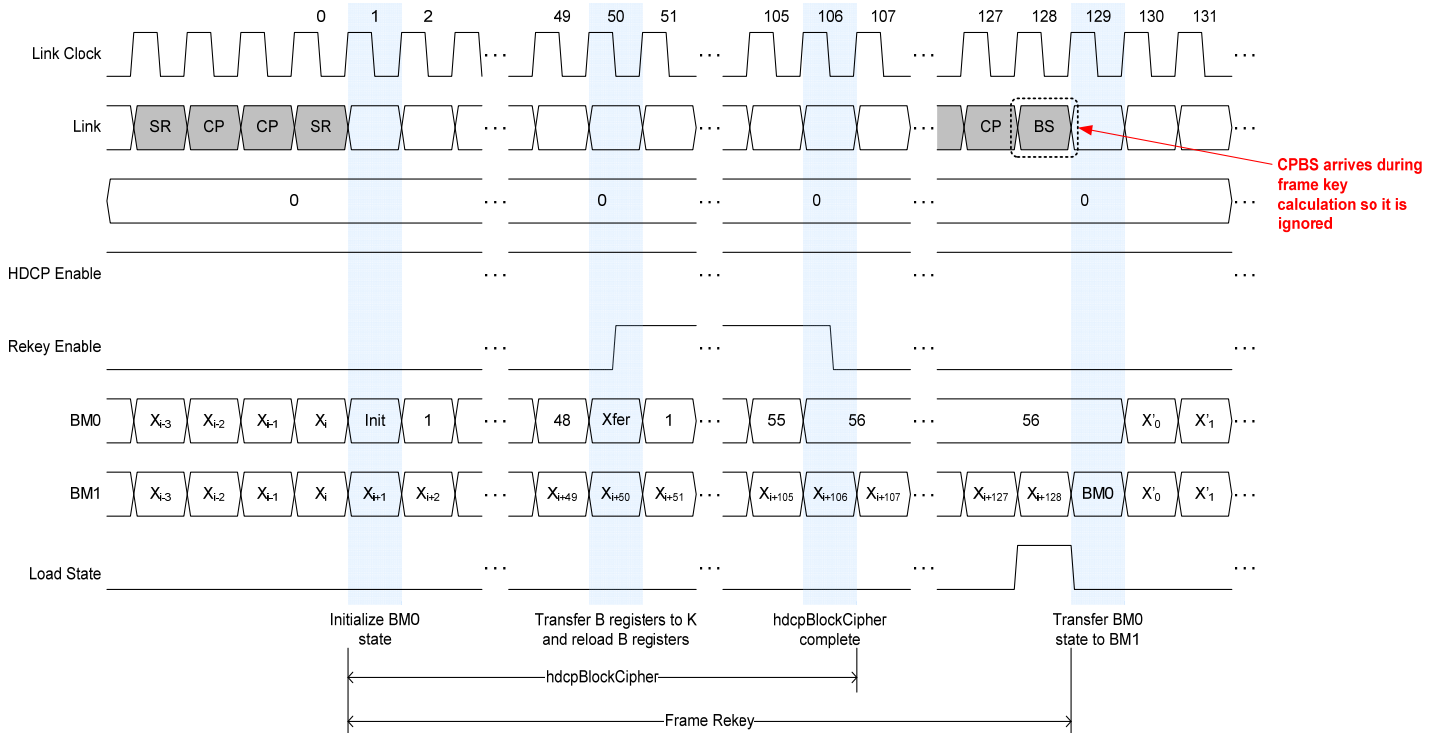 0 1 2 49 50 51 105 106 107 127 128 129 130 131
Link Clock ... ... ... ...
Link SR CP CP SR ... ... ... CP BS ...
CPBS arrives during
frame key
calculation so it is
ignored
0 ... 0 ... 0 ... 0 ...
HDCP Enable ... ... ... ...
Rekey Enable ... ... ... ...
BM0 Xi-3 Xi-2 Xi-1 Xi Init 1 ... 48 Xfer 1 ... 55 56 ... 56 X'0 X'1 ...
BM1 Xi-3 Xi-2 Xi-1 Xi Xi+1 Xi+2 ... Xi+49 Xi+50 Xi+51 ... Xi+105 Xi+106 Xi+107 ... Xi+127 Xi+128 BM0 X'0 X'1 ...
Load State ... ... ... ...
Initialize BM0 Transfer B registers to K hdcpBlockCipher Transfer BM0
state and reload B registers complete state to BM1
hdcpBlockCipher
Frame Rekey